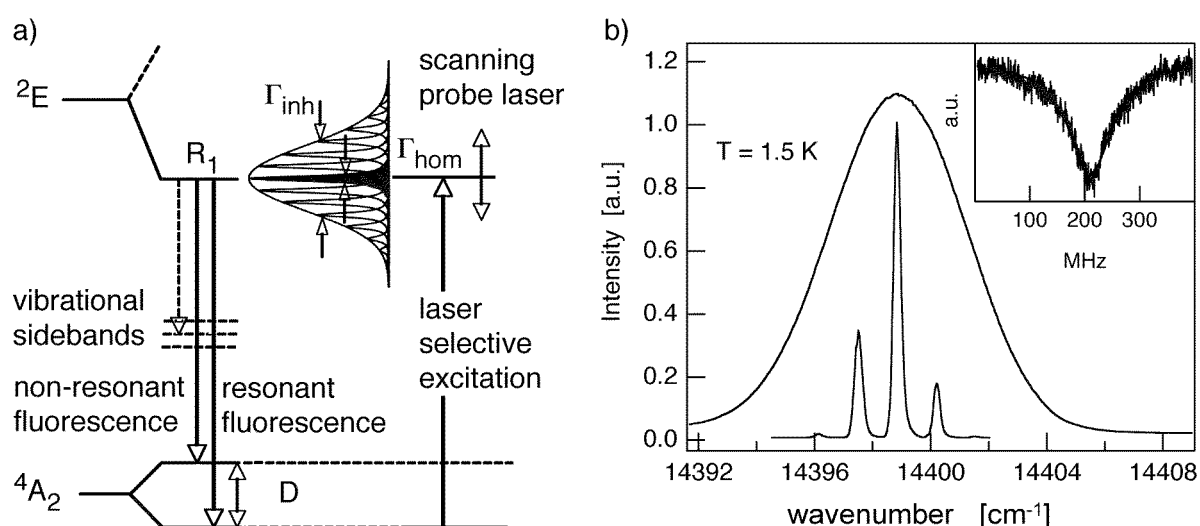 a)
²E
R₁
Γinh
Γhom
scanning
probe laser
vibrational
sidebands
non-resonant
fluorescence
resonant
fluorescence
laser
selective
excitation
⁴A₂
D
b)
Intensity [a.u.]
1.2
1.0
0.8
0.6
0.4
0.2
0.0
T = 1.5 K
a.u.
100 200 300
MHz
14392 14396 14400 14404 14408
wavenumber [cm⁻¹]